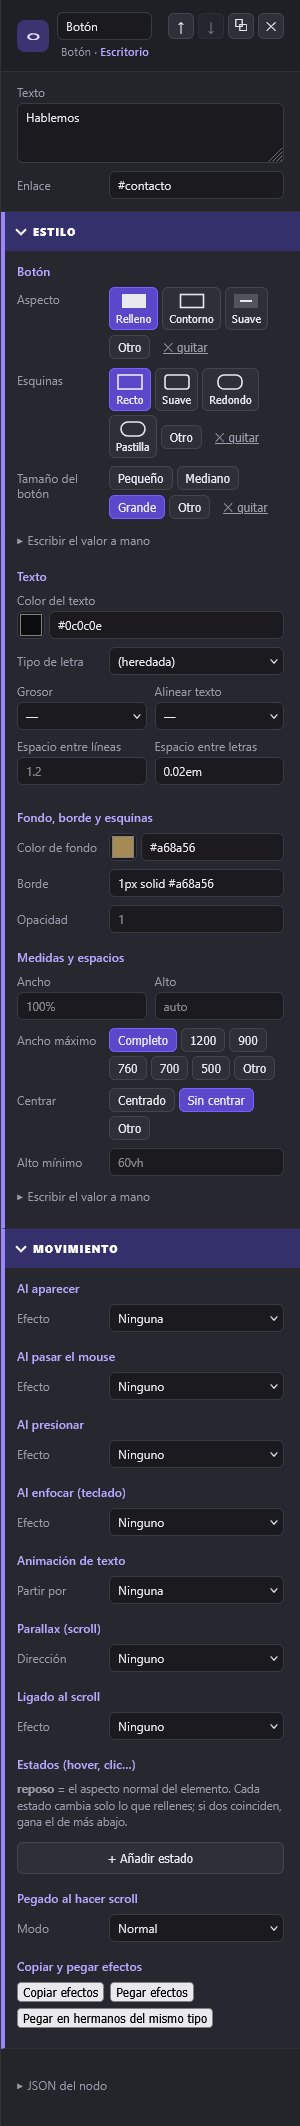 Botón
↑ ↓
Botón · Escritorio
Texto
Hablemos
Enlace #contacto
ESTILO
Botón
Aspecto Relleno Contorno Suave
Otro × quitar
Esquinas Recto Suave Redondo
Pastilla Otro × quitar
Tamaño del botón Pequeño Mediano
Grande Otro × quitar
▸ Escribir el valor a mano
Texto
Color del texto
#0c0c0e
Tipo de letra (heredada)
Grosor Alinear texto
— —
Espacio entre líneas Espacio entre letras
1.2 0.02em
Fondo, borde y esquinas
Color de fondo #a68a56
Borde 1px solid #a68a56
Opacidad 1
Medidas y espacios
Ancho Alto
100% auto
Ancho máximo Completo 1200 900
760 700 500 Otro
Centrar Centrado Sin centrar
Otro
Alto mínimo 60vh
▸ Escribir el valor a mano
MOVIMIENTO
Al aparecer
Efecto Ninguna
Al pasar el mouse
Efecto Ninguno
Al presionar
Efecto Ninguno
Al enfocar (teclado)
Efecto Ninguno
Animación de texto
Partir por Ninguna
Parallax (scroll)
Dirección Ninguno
Ligado al scroll
Efecto Ninguno
Estados (hover, clic...)
reposo = el aspecto normal del elemento. Cada
estado cambia solo lo que rellenes; si dos coinciden,
gana el de más abajo.
+ Añadir estado
Pegado al hacer scroll
Modo Normal
Copiar y pegar efectos
Copiar efectos Pegar efectos
Pegar en hermanos del mismo tipo
▸ JSON del nodo